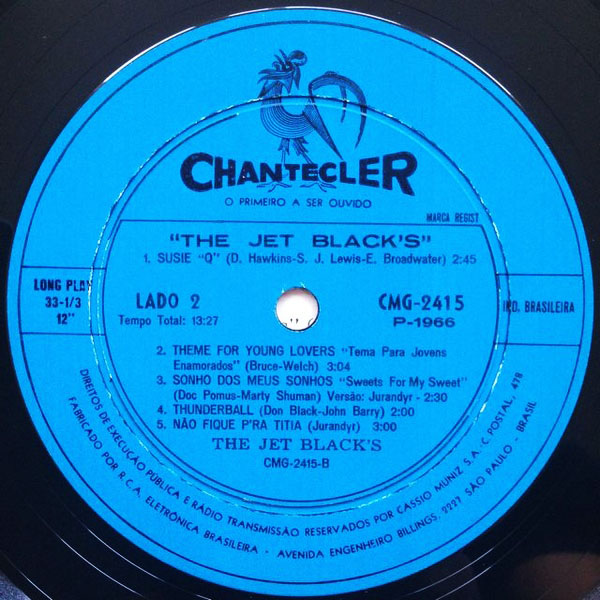 CHANTECLER
O PRIMEIRO A SER OUVIDO
MARCA REGIST
"THE JET BLACK'S"
1. SUSIE "Q" (D. Hawkins-S. J. Lewis-E. Broadwater) 2:45
LONG PLAY
33-1/3
12"
LADO 2
Tempo Total: 13:27
CMG-2415
P-1966
IND. BRASILEIRA
2. THEME FOR YOUNG LOVERS "Tema Para Jovens
Enamorados" (Bruce-Welch) 3:04
3. SONHO DOS MEUS SONHOS "Sweets For My Sweet"
(Doc Pomus-Marty Shuman) Versão: Jurandyr - 2:30
4. THUNDERBALL (Don Black-John Barry) 2:00
5. NÃO FIQUE P'RA TITIA (Jurandyr) 3:00
THE JET BLACK'S
CMG-2415-B
DIREITOS DE EXECUÇÃO PÚBLICA E RÁDIO TRANSMISSÃO RESERVADOS POR CÁSSIO MUNIZ S.A. (C. POSTAL, 478
FABRICADO POR R.C.A. ELETRÔNICA BRASILEIRA - AVENIDA ENGENHEIRO BILLINGS, 2227 SÃO PAULO - BRASIL